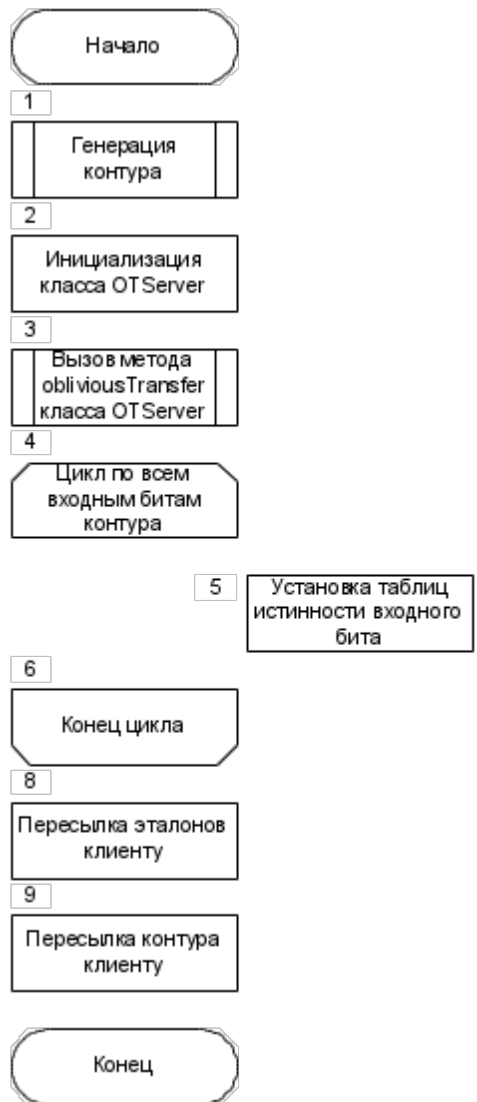 Начало
1
Генерация
контура
2
Инициализация
класса OTServer
3
Вызов метода
obliviousTransfer
класса OTServer
4
Цикл по всем
входным битам
контура
5
Установка таблиц
истинности входного
бита
6
Конец цикла
8
Пересылка эталонов
клиенту
9
Пересылка контура
клиенту
Конец